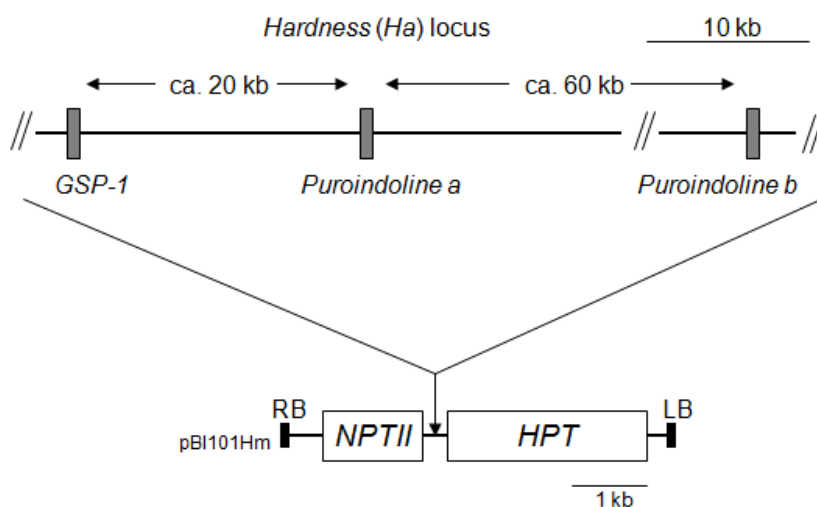 Hardness (Ha) locus
10 kb
ca. 20 kb
ca. 60 kb
GSP-1
Puroindoline a
Puroindoline b
RB
LB
pBI101Hm
NPTII
HPT
1 kb